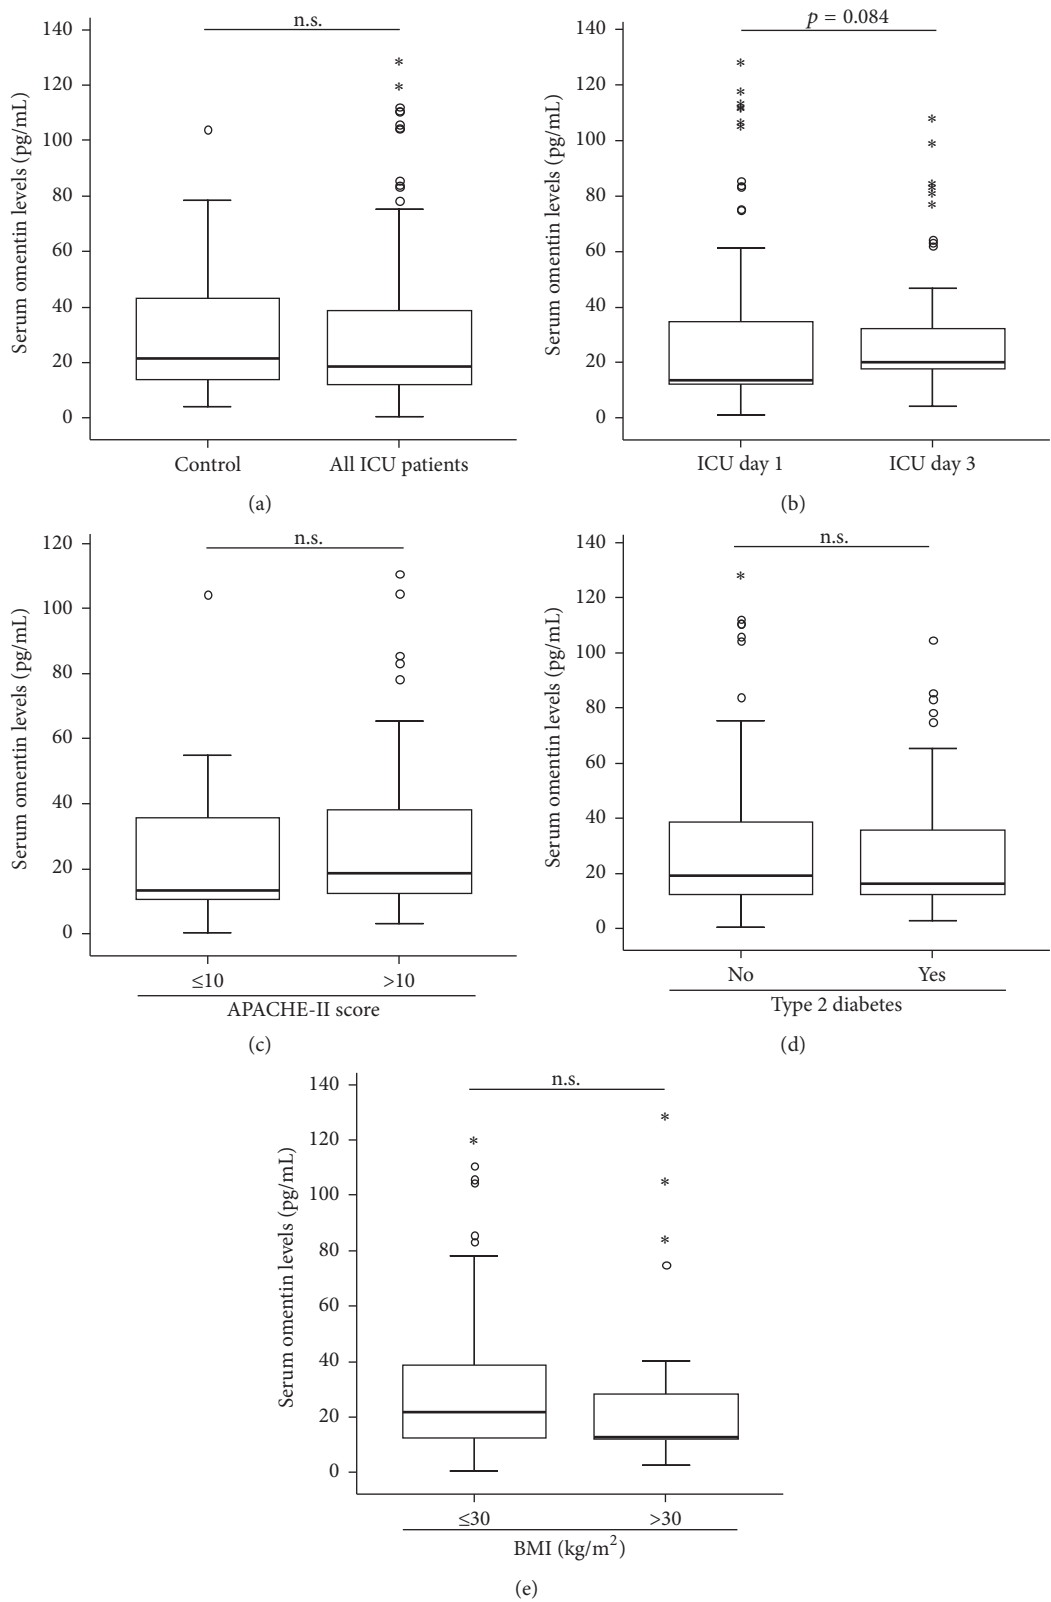 n.s.
140
120
100
80
60
40
20
0
Serum omentin levels (pg/mL)
Control
All ICU patients
(a)
p = 0.084
140
120
100
80
60
40
20
0
Serum omentin levels (pg/mL)
ICU day 1
ICU day 3
(b)
n.s.
120
100
80
60
40
20
0
Serum omentin levels (pg/mL)
≤10
>10
APACHE-II score
(c)
n.s.
140
120
100
80
60
40
20
0
Serum omentin levels (pg/mL)
No
Yes
Type 2 diabetes
(d)
n.s.
140
120
100
80
60
40
20
0
Serum omentin levels (pg/mL)
≤30
>30
BMI (kg/m²)
(e)